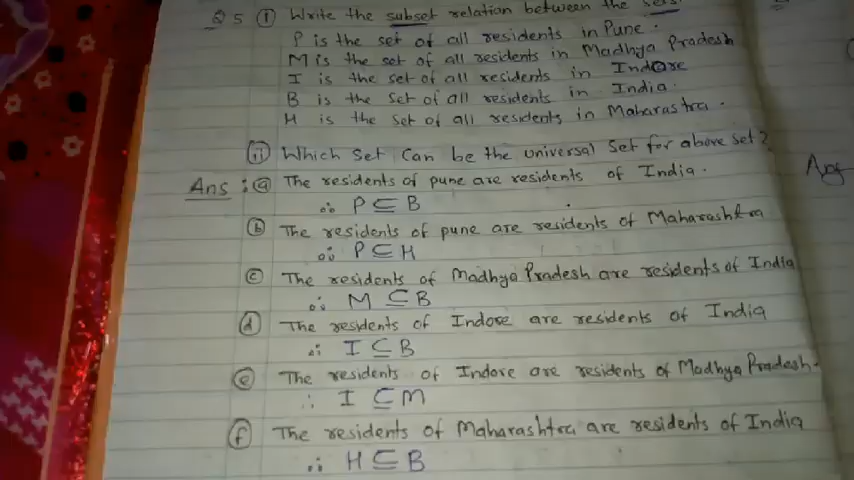 Q 5 (i) Write the subset relation between the sets.
P is the set of all residents in Pune.
M is the set of all residents in Madhya Pradesh
I is the set of all residents in Indore
B is the set of all residents in India.
H is the set of all residents in Maharastra.
(ii) Which set can be the universal set for above set?
Ans : (a) The residents of pune are residents of India.
∴ P ⊆ B
(b) The residents of pune are residents of Maharashtra
∴ P ⊆ H
(c) The residents of Madhya Pradesh are residents of India
∴ M ⊆ B
(d) The residents of Indore are residents of India
∴ I ⊆ B
(e) The residents of Indore are residents of Madhya Pradesh.
∴ I ⊆ M
(f) The residents of Maharashtra are residents of India
∴ H ⊆ B
Ans